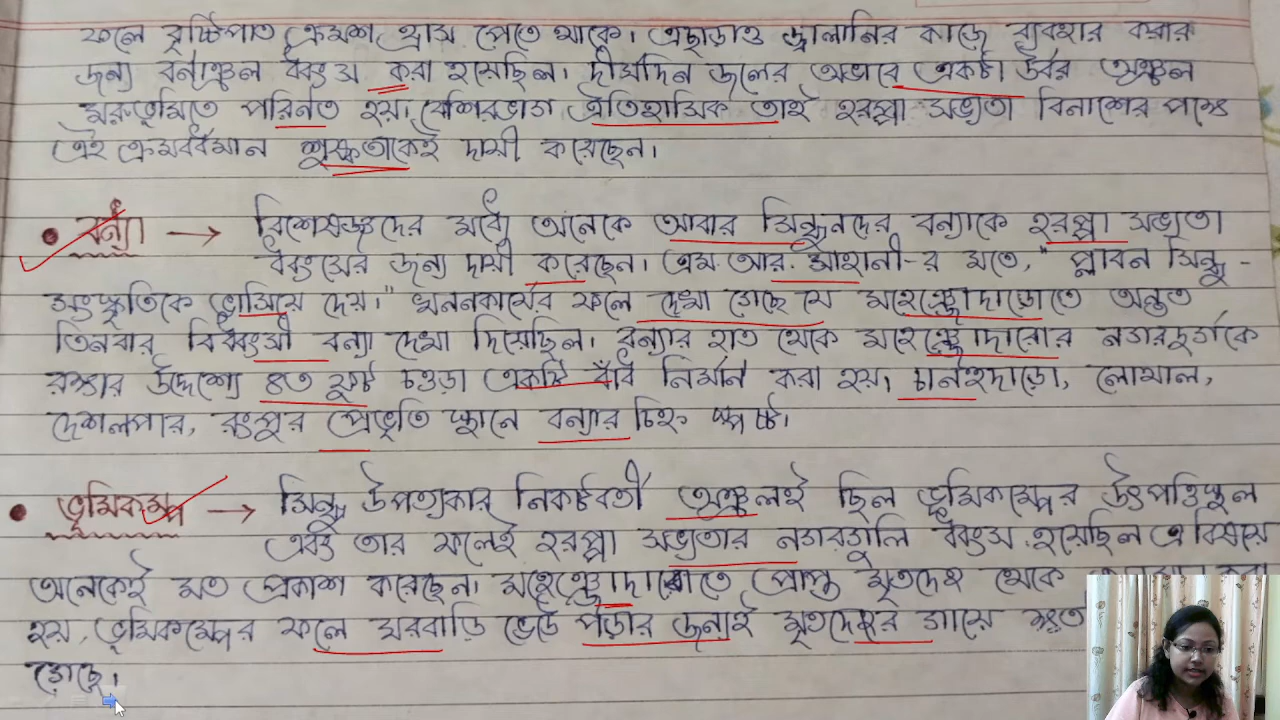 ফলে বৃষ্টিপাত ক্রমশ হ্রাস পেতে থাকে। এছাড়াও জ্বালানির কাজে ব্যবহার করার
জন্য বনাঞ্চল ধ্বংস করা হয়েছিল। দীর্ঘদিন জলের অভাবে একটা উর্বর অঞ্চল
মরুভূমিতে পরিনত হয়। বেশিরভাগ ঐতিহাসিক তাই হরপ্পা সভ্যতা বিনাশের পশ্চে
এই ক্রমবর্ধমান শুষ্কতাকেই দায়ী করেছেন।
• বন্যা → বিশেষজ্ঞদের মধ্যে অনেকে আবার সিন্ধুনদের বন্যাকে হরপ্পা সভ্যতা
ধ্বংসের জন্য দায়ী করেছেন। এম. আর. সাহানী-র মতে, "প্লাবন সিন্ধু-
সংস্কৃতিকে ভাসিয়ে দেয়।" খননকার্যের ফলে দেখা গেছে যে মহেঞ্জোদাড়োতে অন্তত
তিনবার বিধ্বংসী বন্যা দেখা দিয়েছিল। বন্যার হাত থেকে মহেঞ্জোদারোর নগরদুর্গকে
রক্ষার উদ্দেশ্যে ৪৩ ফুট চওড়া একটি বাঁধ নির্মান করা হয়। চানহুদাড়ো, লোথাল,
দেশলপার, রংপুর প্রভৃতি স্থানে বন্যার চিহ্ন স্পষ্ট।
• ভূমিকম্প → সিন্ধু উপত্যকার নিকটবর্তী অঞ্চলই ছিল ভূমিকম্পের উৎপত্তিস্থল
এবং তার ফলেই হরপ্পা সভ্যতার নগরগুলি ধ্বংস হয়েছিল এ বিষয়ে
অনেকেই মত প্রকাশ করেছেন। মহেঞ্জোদারোতে প্রাপ্ত মৃতদেহ থেকে
হয়, ভূমিকম্পের ফলে ঘরবাড়ি ভেঙে পড়ার জন্যই মৃতদেহের গায়ে ক্ষত
গেছে।